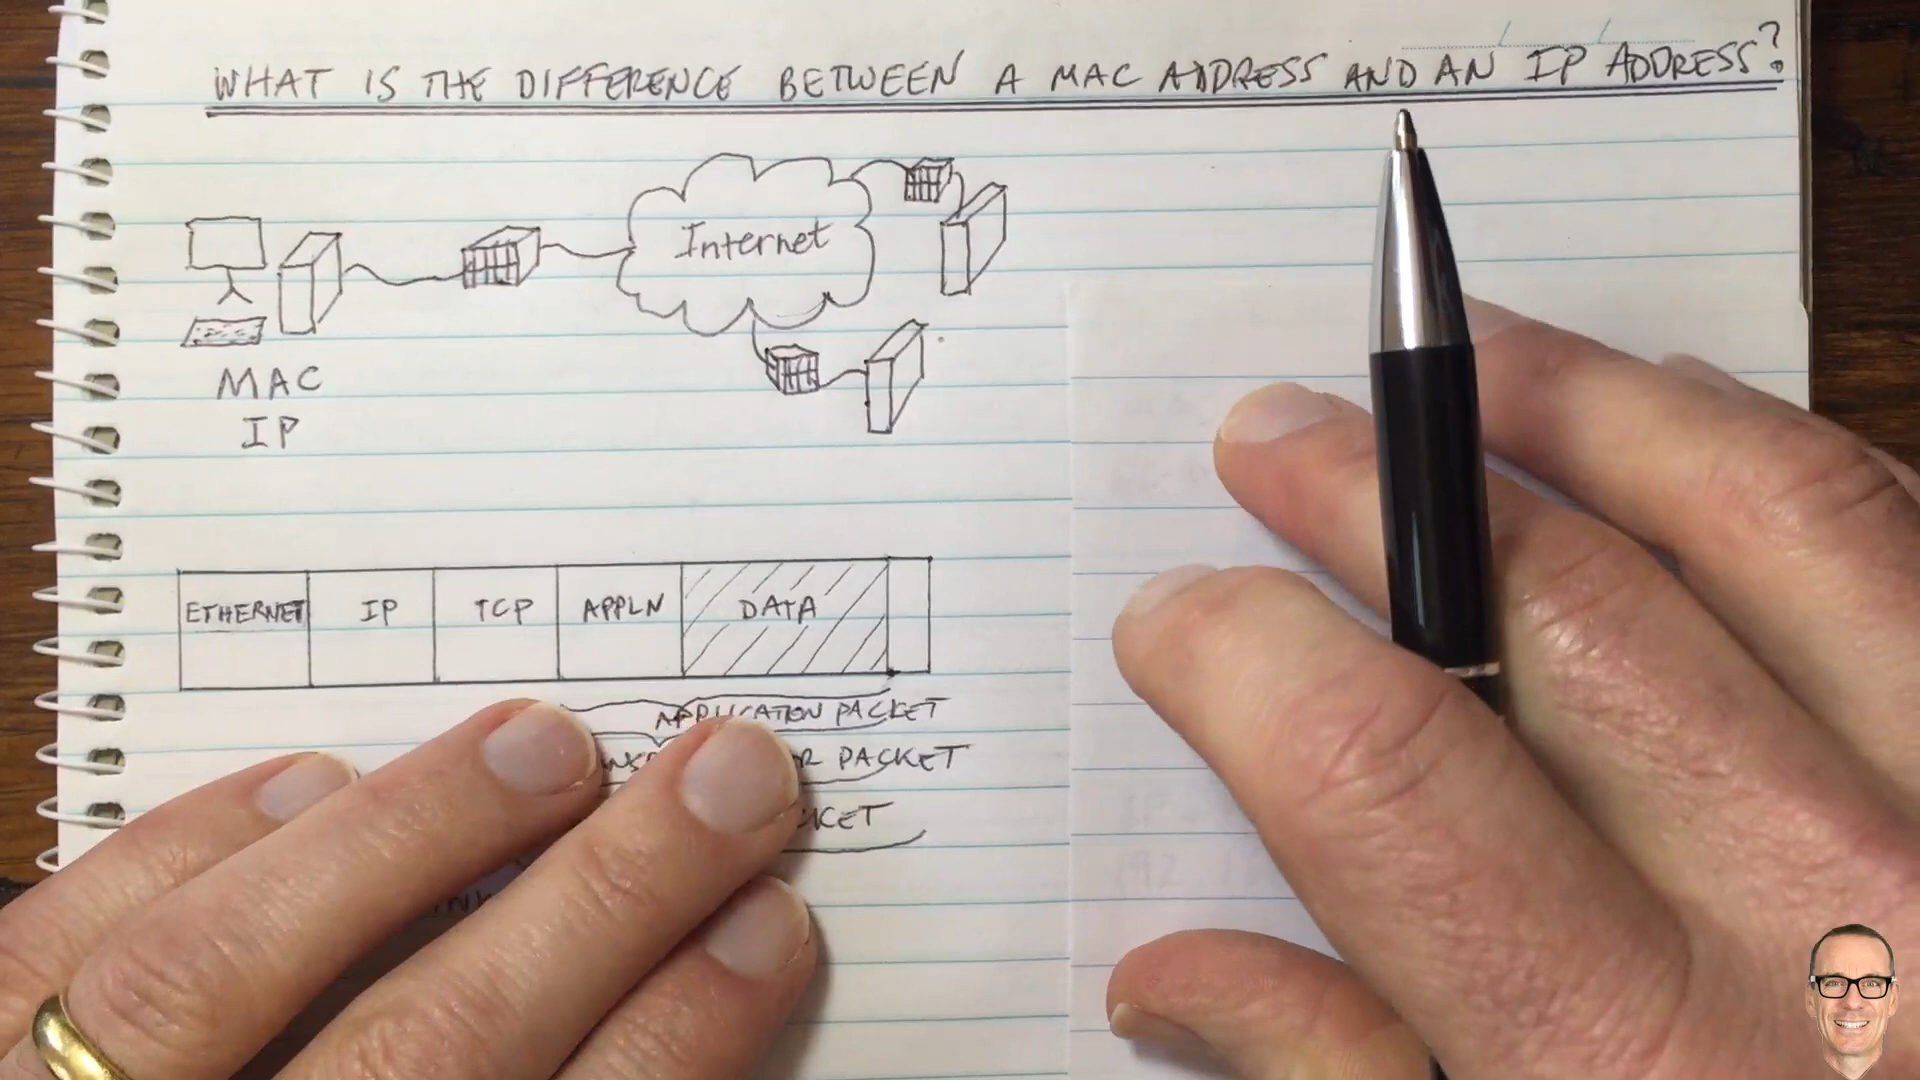 WHAT IS THE DIFFERENCE BETWEEN A MAC ADDRESS AND AN IP ADDRESS?
Internet
MAC
IP
ETHERNET IP TCP APPLN DATA
APPLICATION PACKET
PACKET